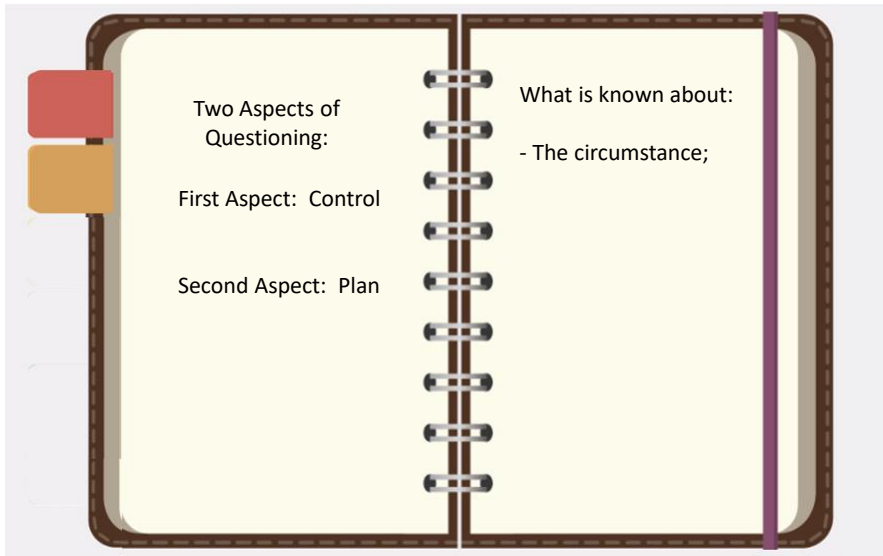 Two Aspects of
Questioning:
First Aspect:  Control
Second Aspect:  Plan
What is known about:
- The circumstance;